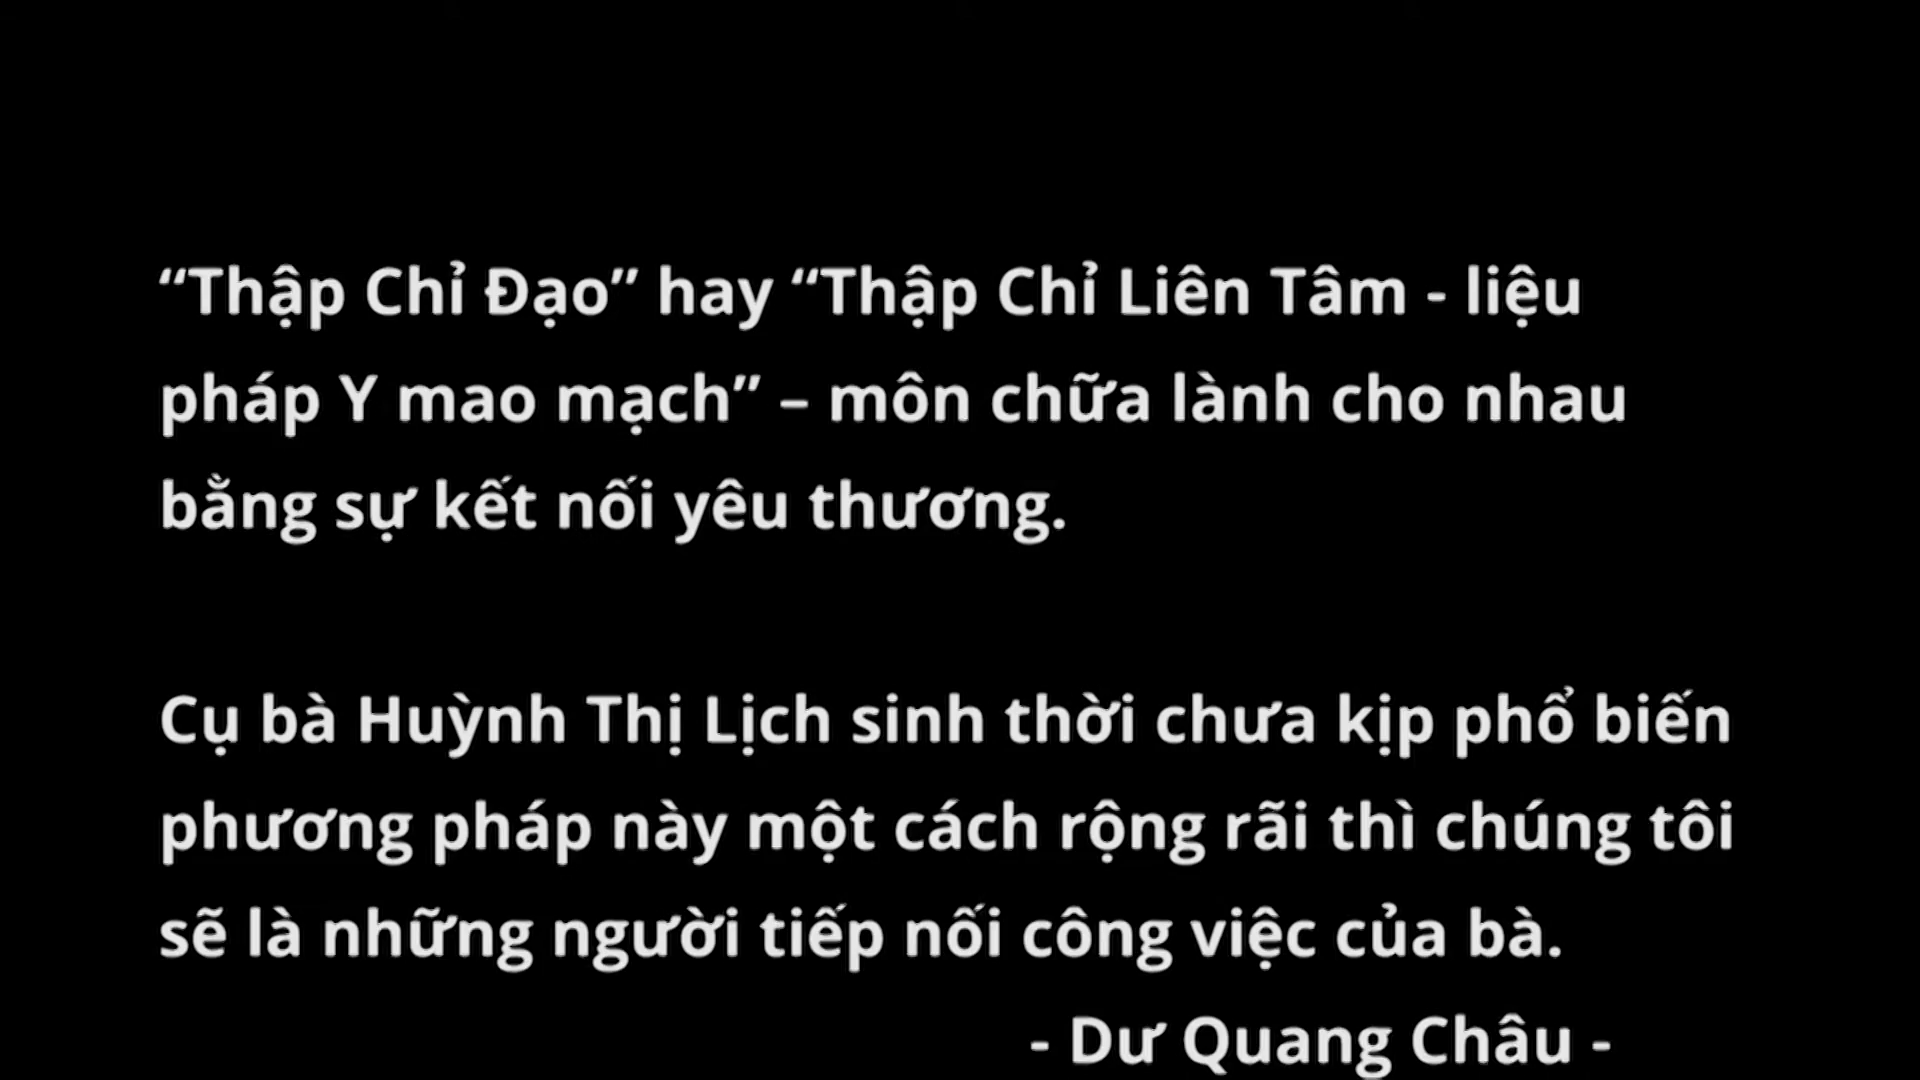 “Thập Chỉ Đạo” hay “Thập Chỉ Liên Tâm - liệu
pháp Y mao mạch” – môn chữa lành cho nhau
bằng sự kết nối yêu thương.
Cụ bà Huỳnh Thị Lịch sinh thời chưa kịp phổ biến
phương pháp này một cách rộng rãi thì chúng tôi
sẽ là những người tiếp nối công việc của bà.
- Dư Quang Châu -